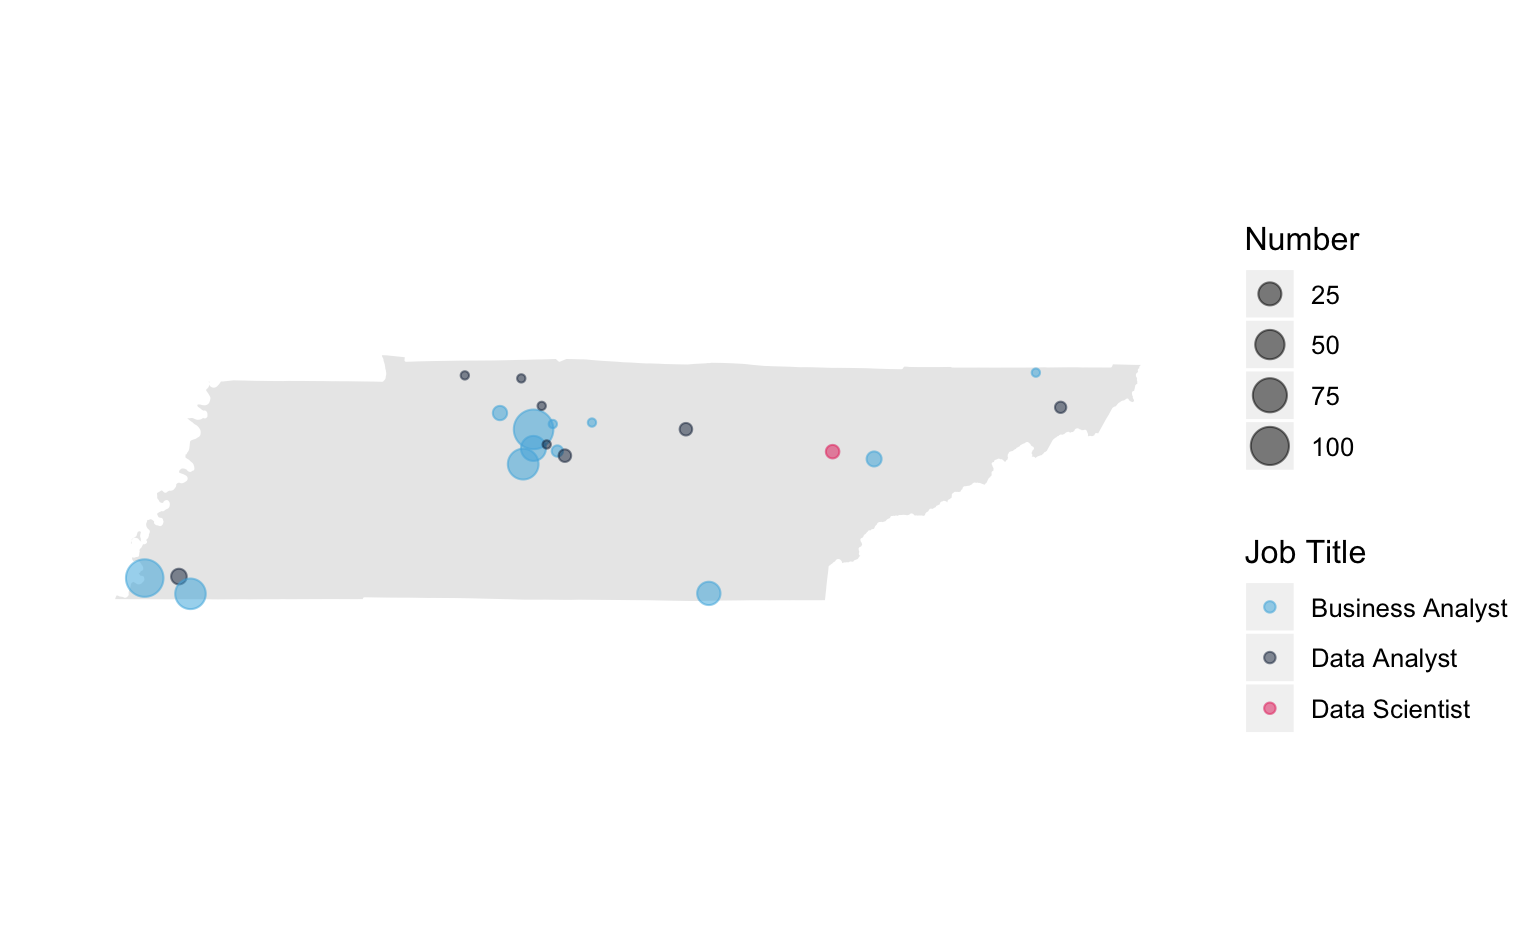 Number
25
50
75
100
Job Title
Business Analyst
Data Analyst
Data Scientist